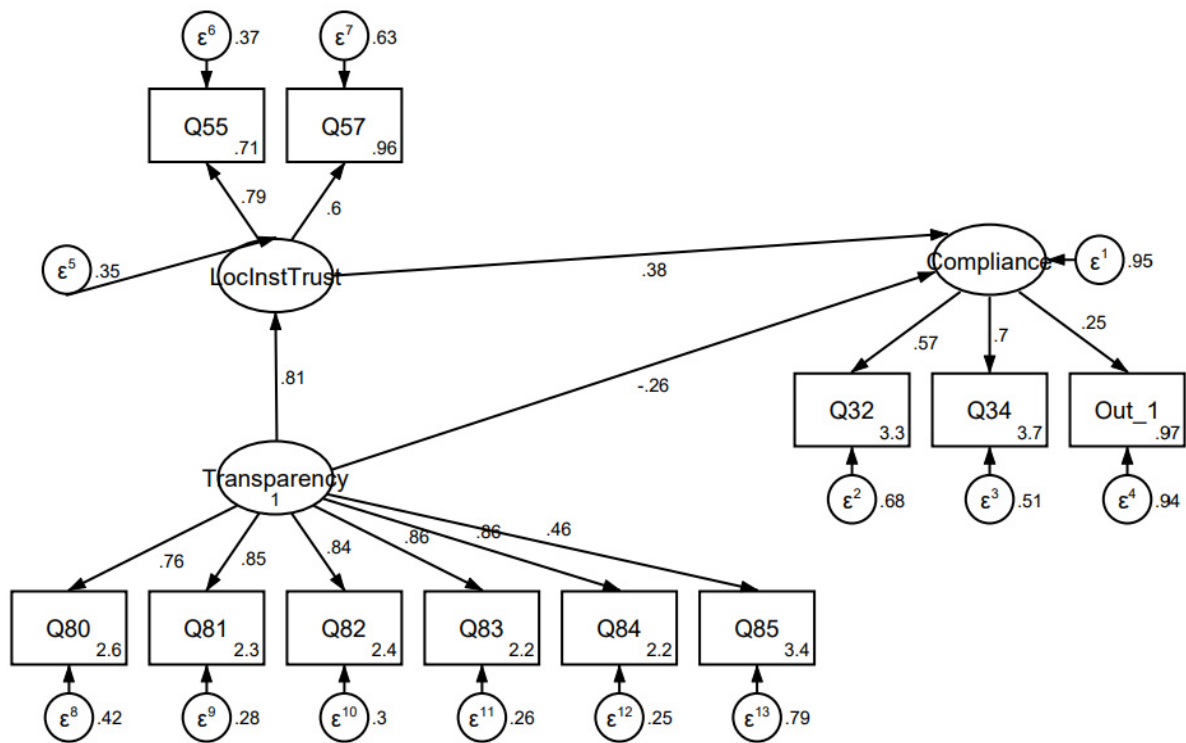 ε6 .37
ε7 .63
Q55 .71
Q57 .96
.79
.6
ε5 .35
LocInstTrust
.38
Compliance
ε1 .95
.81
-.26
.57
.7
.25
Q32 3.3
Q34 3.7
Out_1 .97
Transparency
1
ε2 .68
ε3 .51
ε4 .94
.76
.85
.84
.86
.86
.46
Q80 2.6
Q81 2.3
Q82 2.4
Q83 2.2
Q84 2.2
Q85 3.4
ε8 .42
ε9 .28
ε10 .3
ε11 .26
ε12 .25
ε13 .79